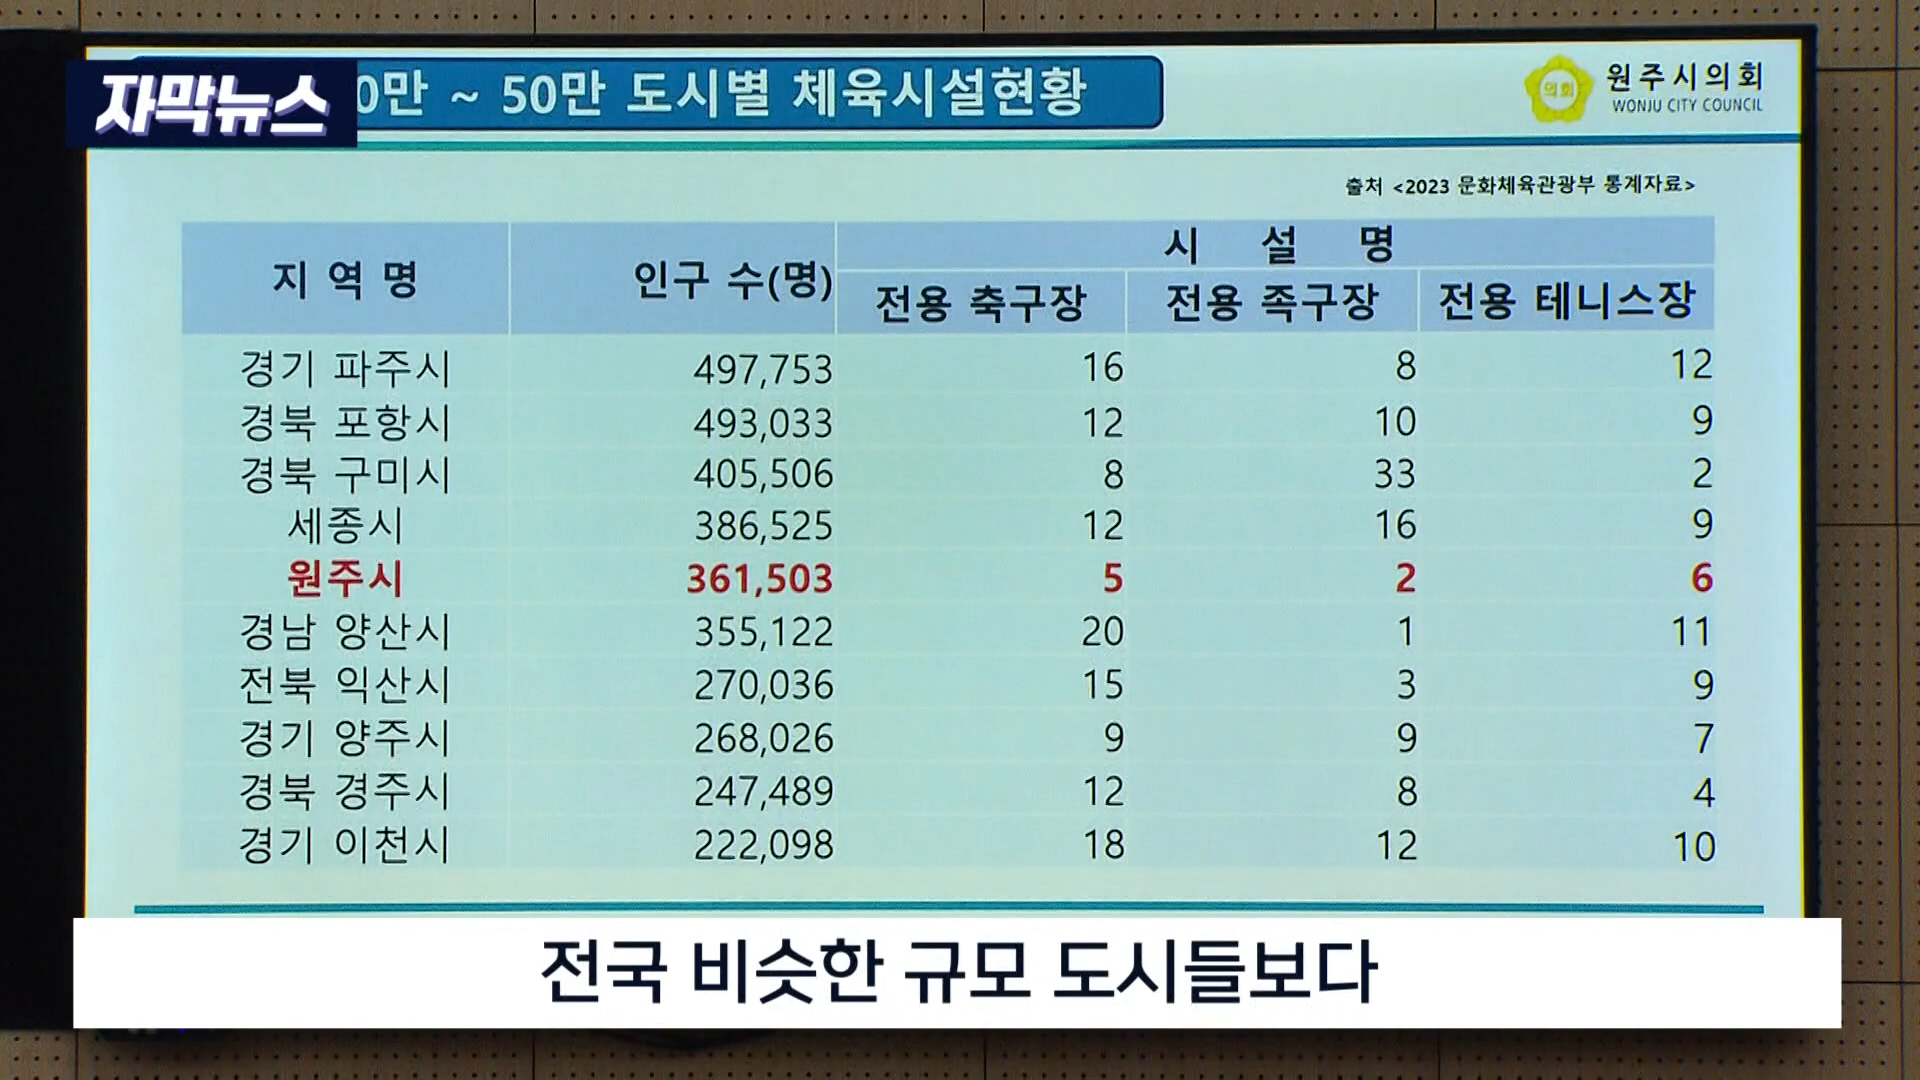 자막뉴스
0만 ~ 50만 도시별 체육시설현황
의회
원주시의회
WONJU CITY COUNCIL
출처 <2023 문화체육관광부 통계자료>
지 역 명 인구 수(명) 시 설 명
전용 축구장 전용 족구장 전용 테니스장
경기 파주시 497,753 16 8 12
경북 포항시 493,033 12 10 9
경북 구미시 405,506 8 33 2
세종시 386,525 12 16 9
원주시 361,503 5 2 6
경남 양산시 355,122 20 1 11
전북 익산시 270,036 15 3 9
경기 양주시 268,026 9 9 7
경북 경주시 247,489 12 8 4
경기 이천시 222,098 18 12 10
전국 비슷한 규모 도시들보다